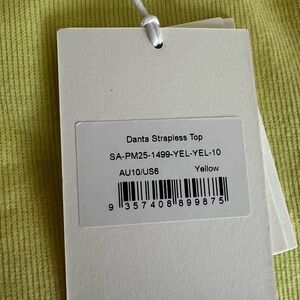 Danta Strapless Top
SA-PM25-1499-YEL-YEL-10
AU10/US6 Yellow
9 357408 899875